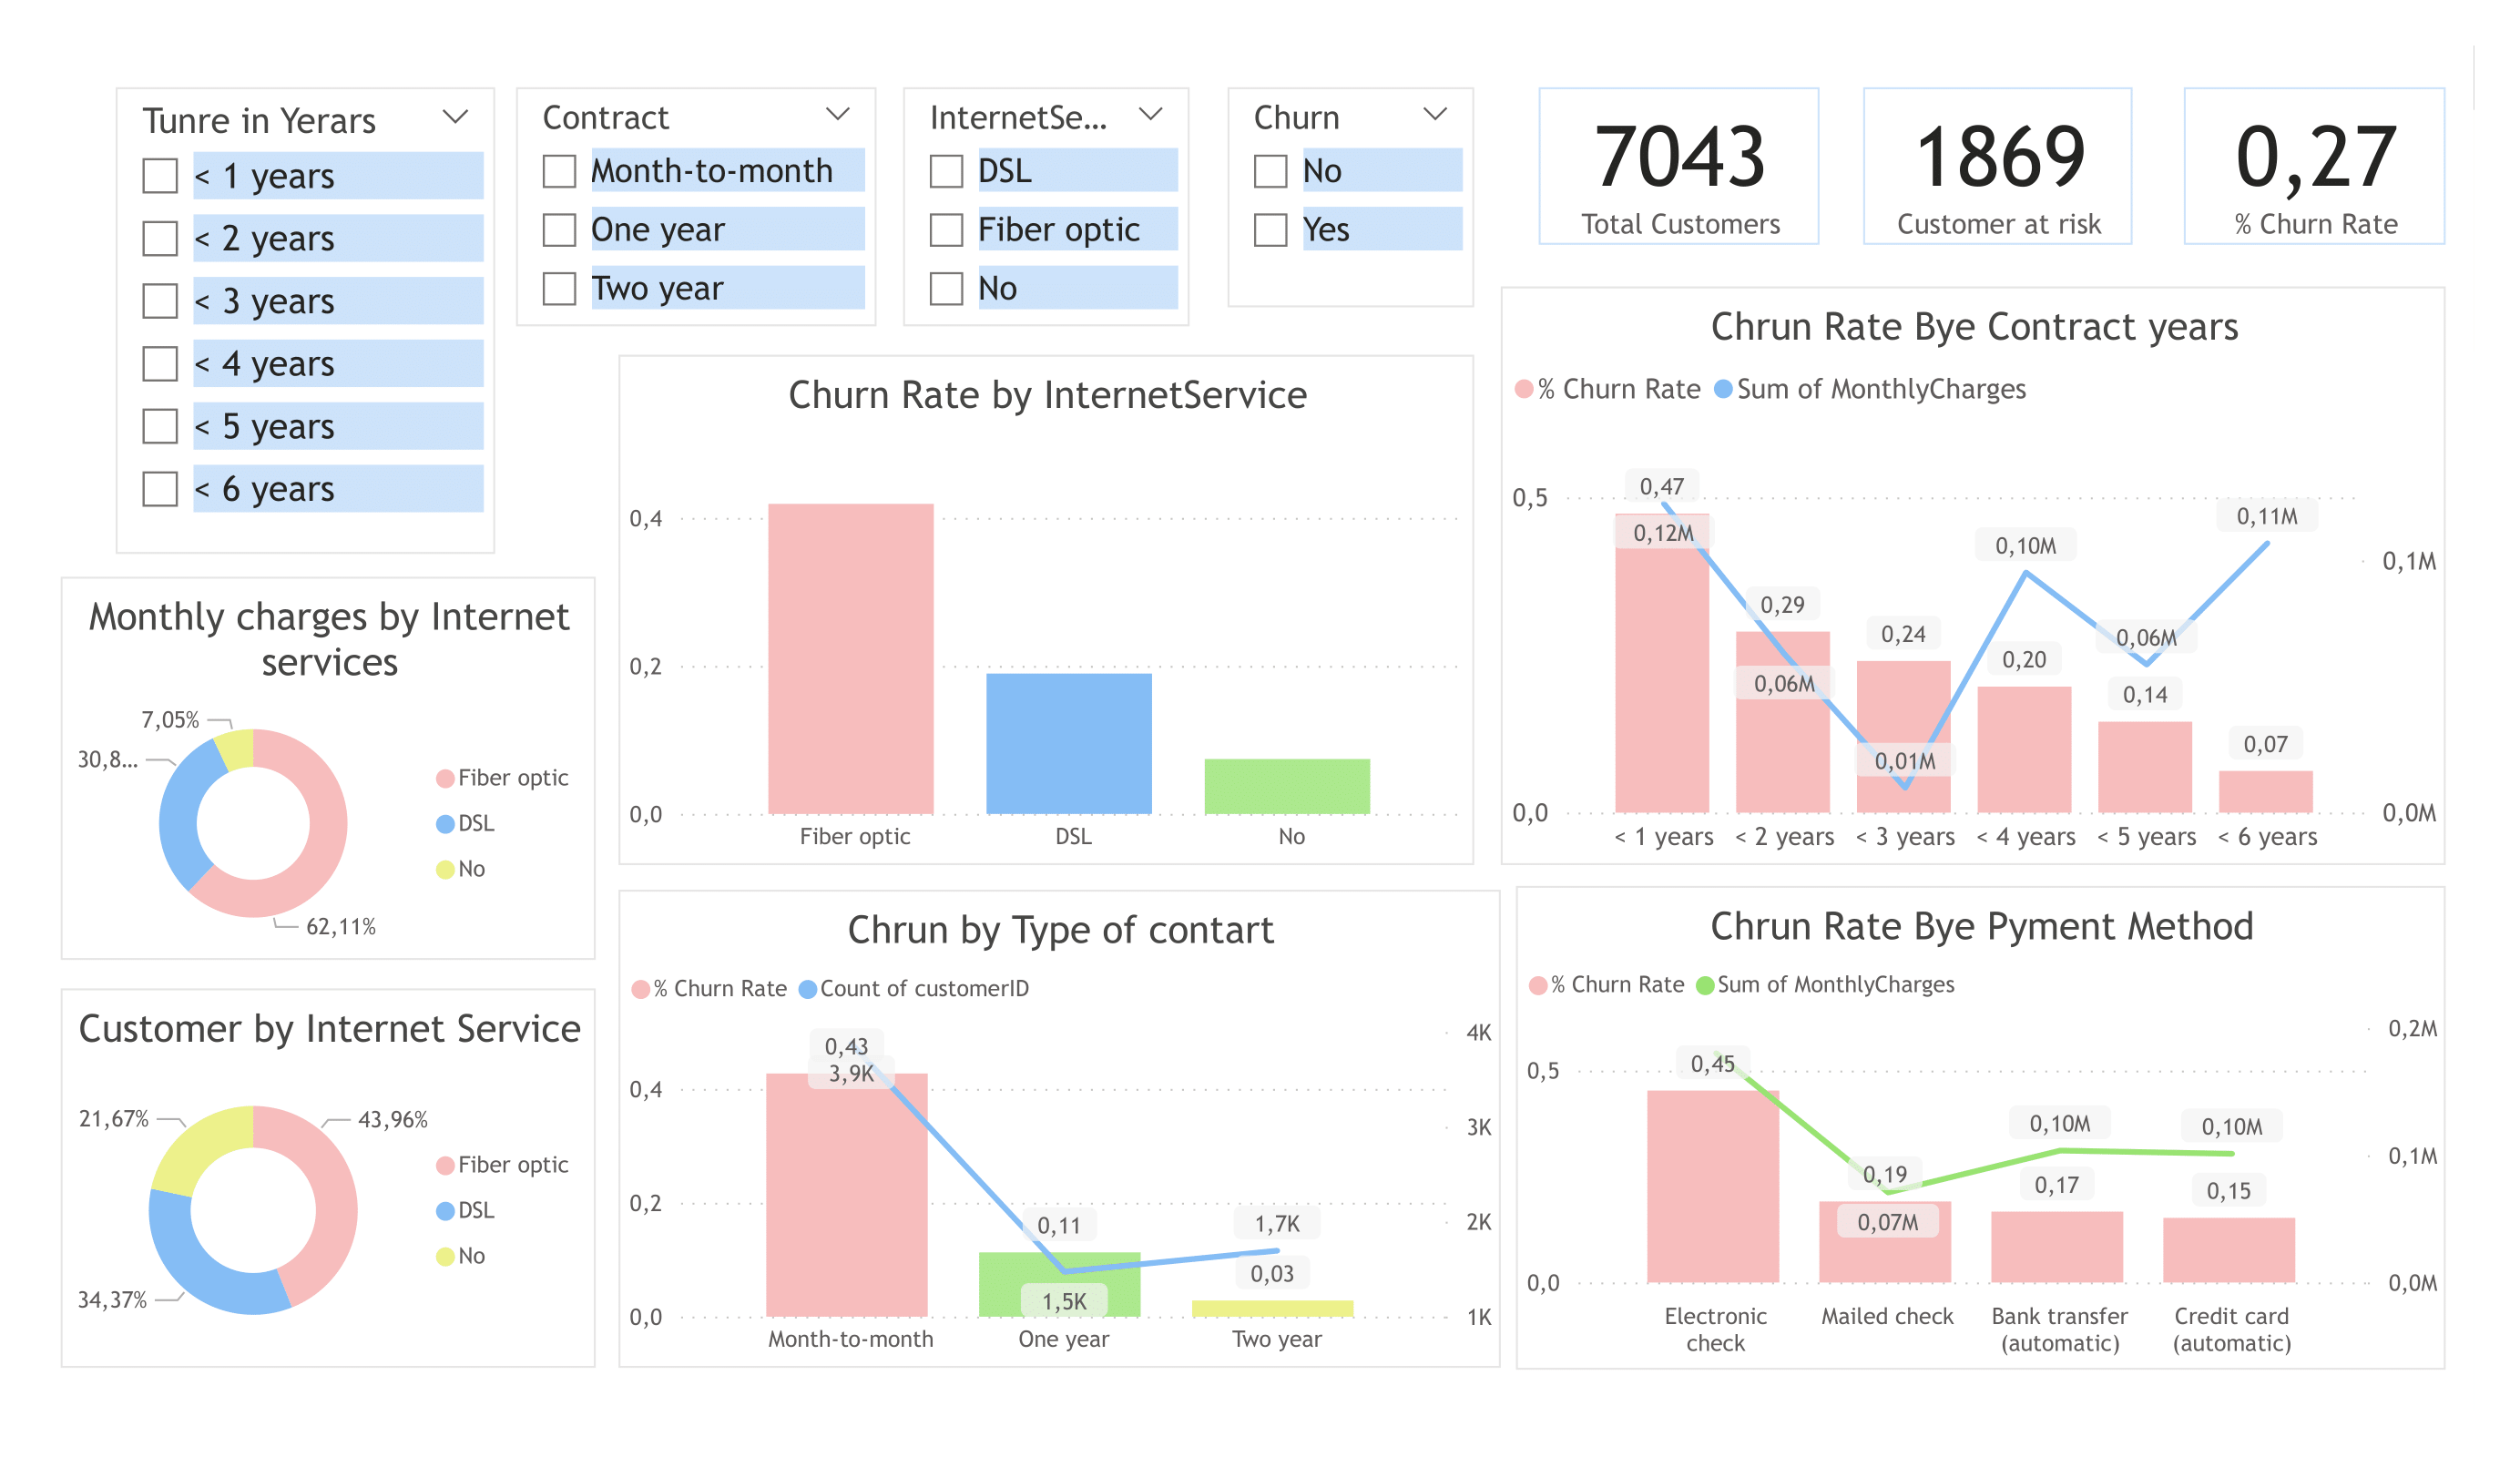 Tunre in Yerars
< 1 years
< 2 years
< 3 years
< 4 years
< 5 years
< 6 years
Contract
Month-to-month
One year
Two year
InternetSe...
DSL
Fiber optic
No
Churn
No
Yes
7043
Total Customers
1869
Customer at risk
0,27
% Churn Rate
Monthly charges by Internet
services
7,05%
30,8...
62,11%
Fiber optic
DSL
No
Customer by Internet Service
21,67%
43,96%
34,37%
Fiber optic
DSL
No
Churn Rate by InternetService
0,4
0,2
0,0
Fiber optic
DSL
No
Chrun by Type of contart
% Churn Rate
Count of customerID
0,4
0,2
0,0
4K
3K
2K
1K
0,43
3,9K
0,11
1,5K
1,7K
0,03
Month-to-month
One year
Two year
Chrun Rate Bye Contract years
% Churn Rate
Sum of MonthlyCharges
0,5
0,0
0,1M
0,0M
0,47
0,12M
0,29
0,06M
0,24
0,01M
0,10M
0,20
0,06M
0,14
0,11M
0,07
< 1 years
< 2 years
< 3 years
< 4 years
< 5 years
< 6 years
Chrun Rate Bye Pyment Method
% Churn Rate
Sum of MonthlyCharges
0,5
0,0
0,2M
0,1M
0,0M
0,45
0,19
0,07M
0,10M
0,17
0,10M
0,15
Electronic
check
Mailed check
Bank transfer
(automatic)
Credit card
(automatic)